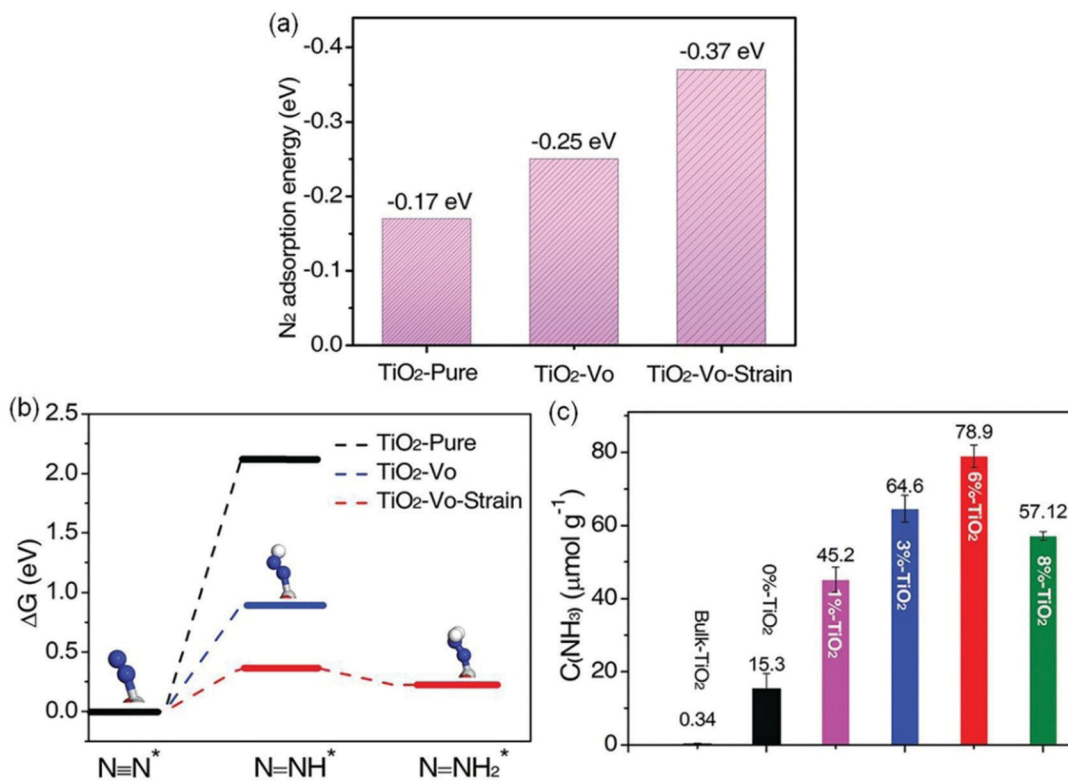 (a)
N₂ adsorption energy (eV)
-0.4
-0.3
-0.2
-0.1
0.0
-0.17 eV
-0.25 eV
-0.37 eV
TiO₂-Pure
TiO₂-Vo
TiO₂-Vo-Strain
(b)
ΔG (eV)
2.5
2.0
1.5
1.0
0.5
0.0
TiO₂-Pure
TiO₂-Vo
TiO₂-Vo-Strain
N≡N*
N=NH*
N=NH₂*
(c)
C(NH₃) (μmol g⁻¹)
80
60
40
20
0
Bulk-TiO₂
0.34
0%-TiO₂
15.3
45.2
1%-TiO₂
64.6
3%-TiO₂
78.9
6%-TiO₂
57.12
8%-TiO₂